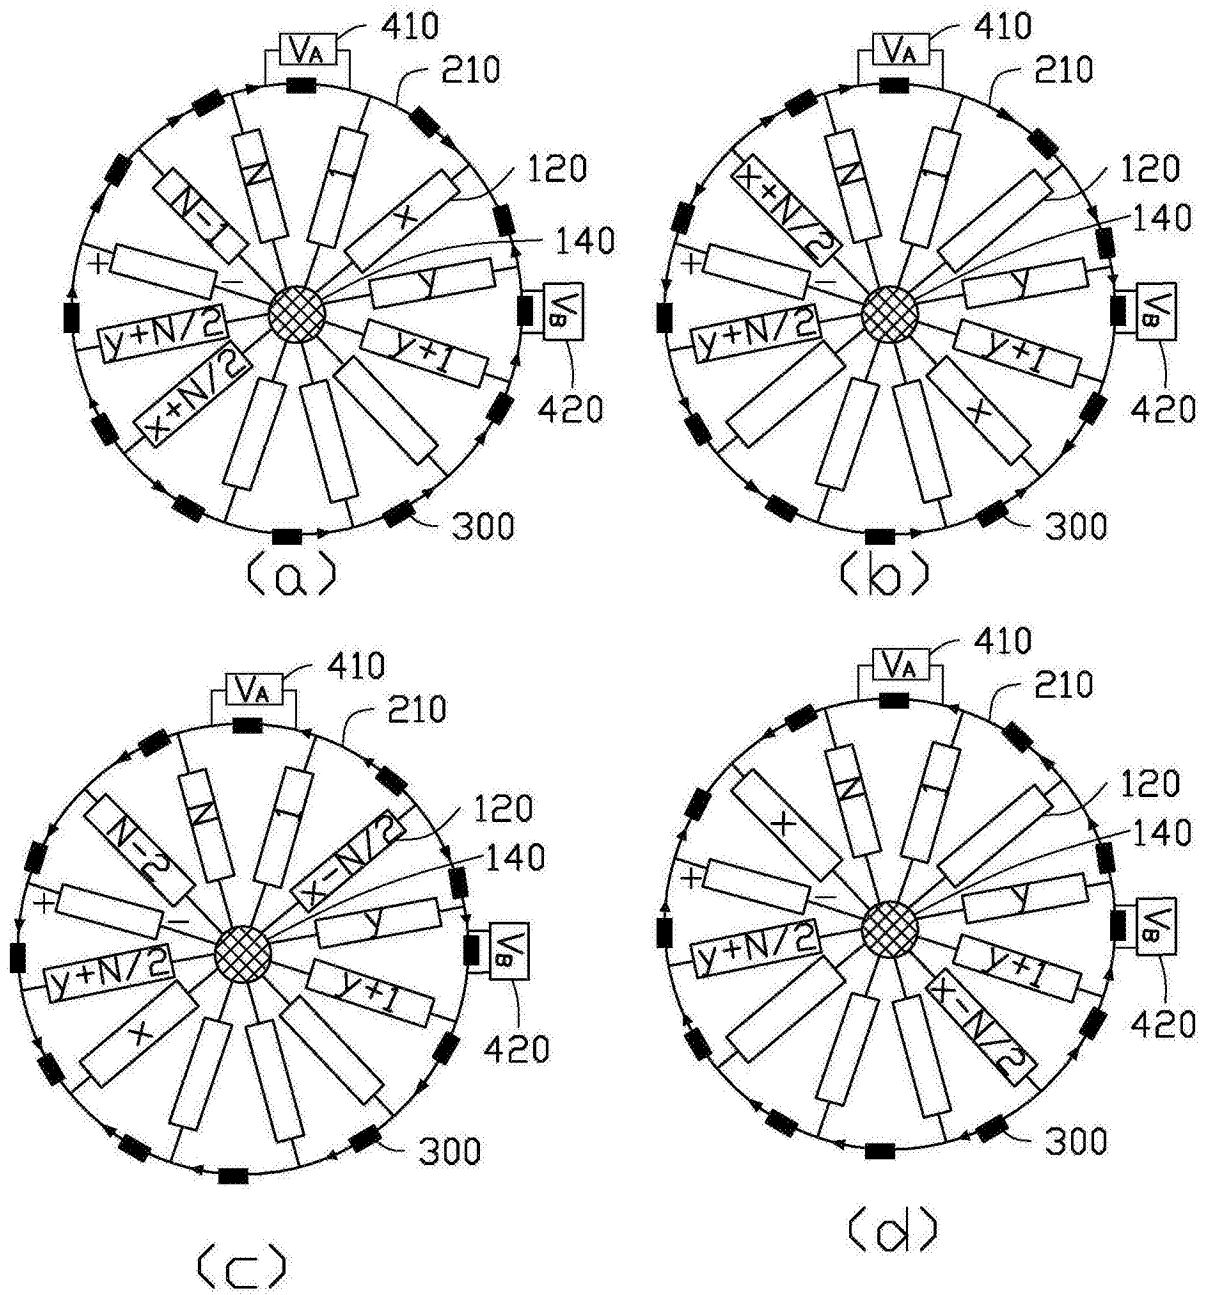 VA 410
210
N 1
120
N-1 x
140
+ -
y
VB
y+N/2
y+1
x+N/2
420
300
(a)
VA 410
210
N 1
120
x+N/2
140
+ -
y
VB
y+N/2
y+1
x
420
300
(b)
VA 410
210
N 1
120
N-2 x-N/2
140
+ -
y
VB
y+N/2
y+1
x
420
300
(c)
VA 410
210
N 1
120
x
140
+ -
y
VB
y+N/2
y+1
x-N/2
420
300
(d)